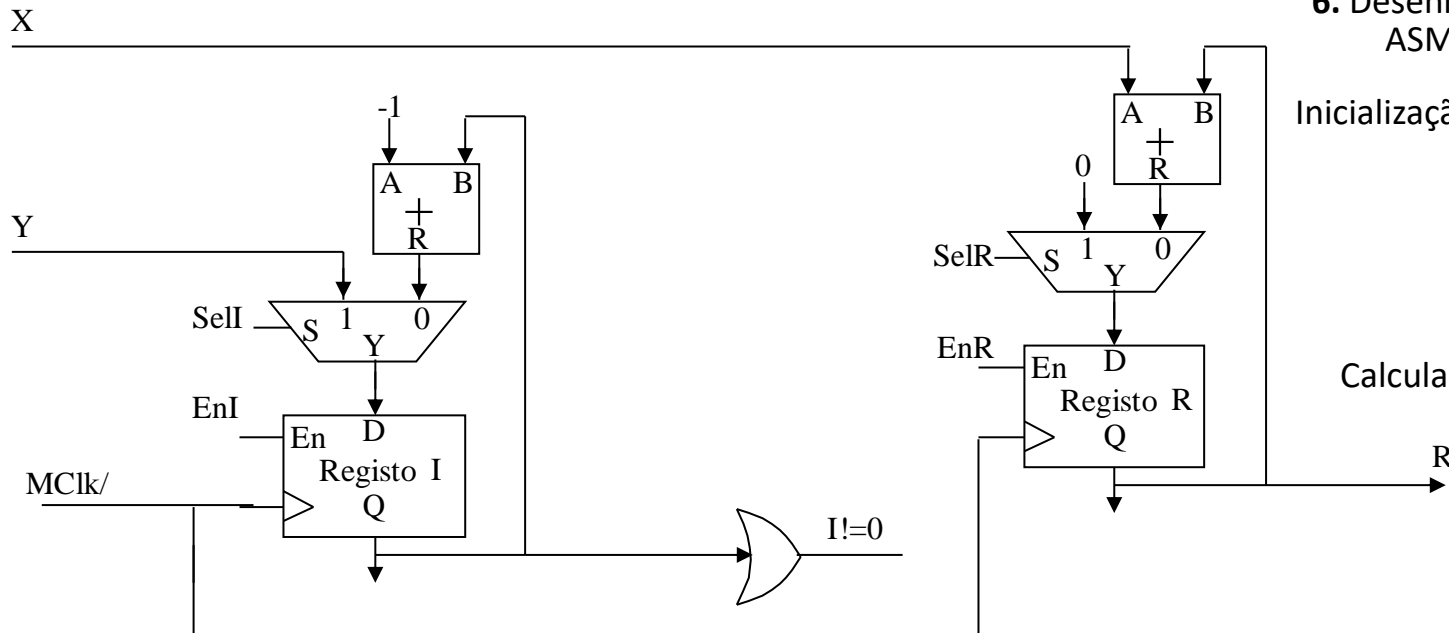 X
6. Desenh
ASM
-1
A B
+
R
Inicializaçã
A B
+
R
0
Y
SelI
S 1 0
Y
SelR
S 1 0
Y
EnI
En D
Registo I
Q
EnR
En D
Registo R
Q
Calcula
MClk/
I!=0
R